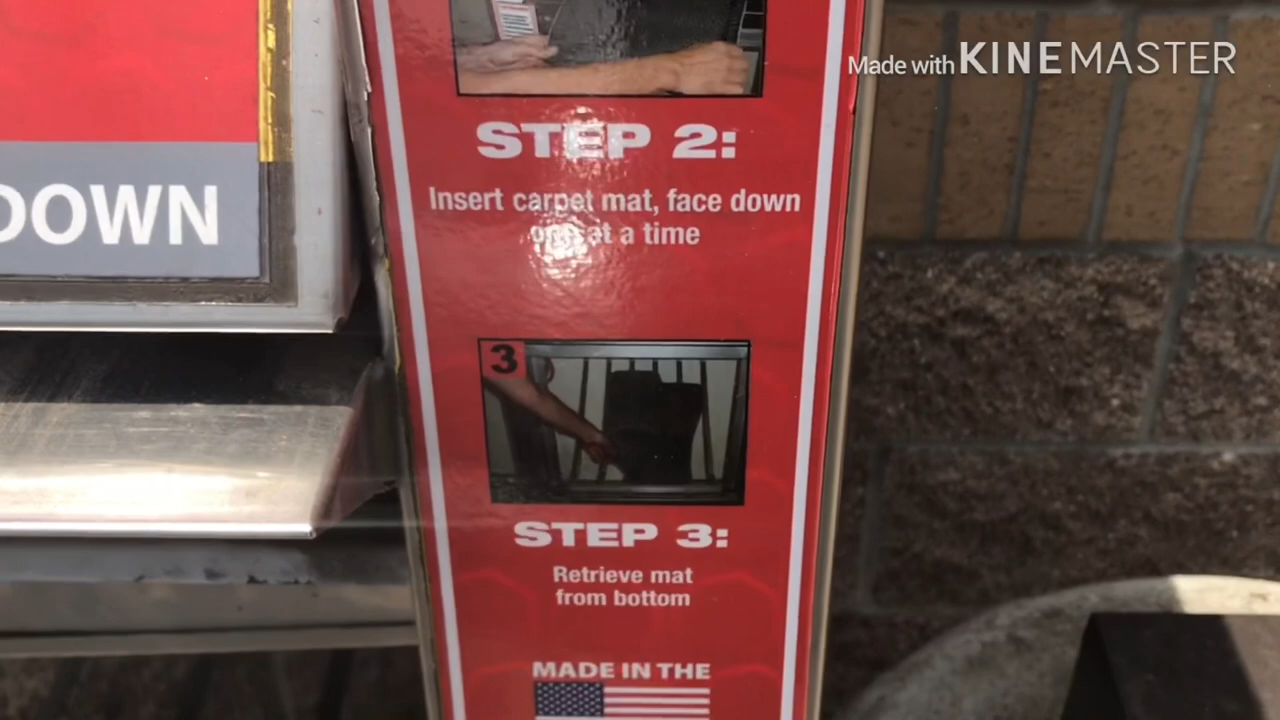 Made with KINEMASTER
DOWN
STEP 2:
Insert carpet mat, face down
one at a time
3
STEP 3:
Retrieve mat
from bottom
MADE IN THE